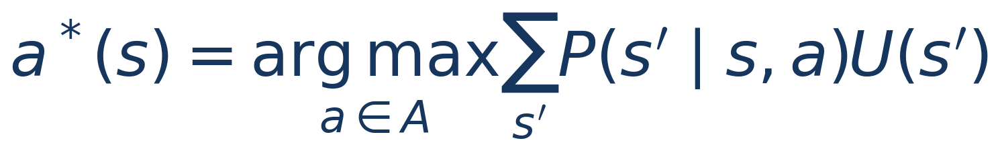 a*(s) = arg max ∑ P(s′ | s, a)U(s′)
a ∈ A s′